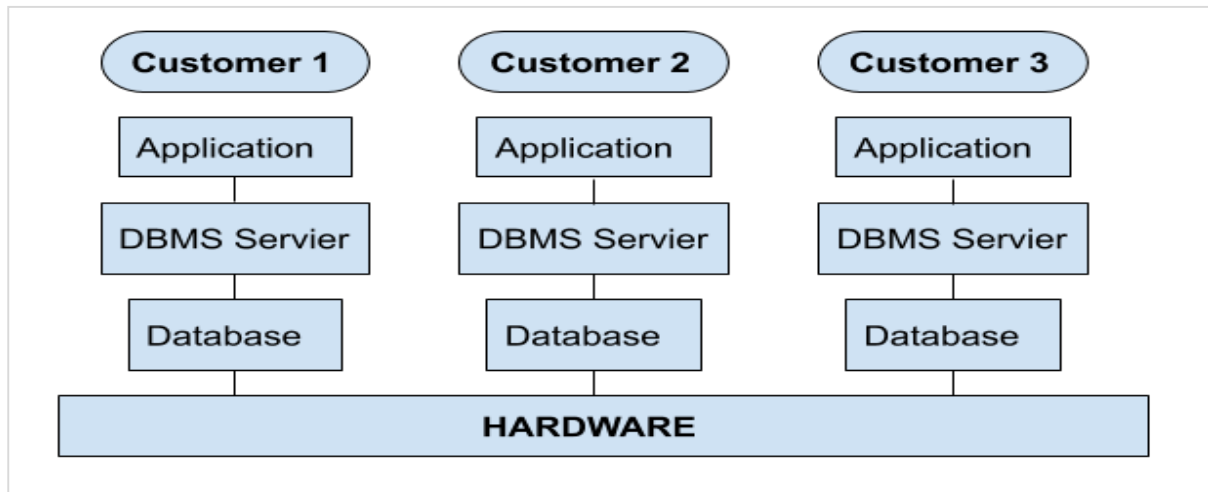 Customer 1 Customer 2 Customer 3
Application Application Application
DBMS Servier DBMS Servier DBMS Servier
Database Database Database
HARDWARE